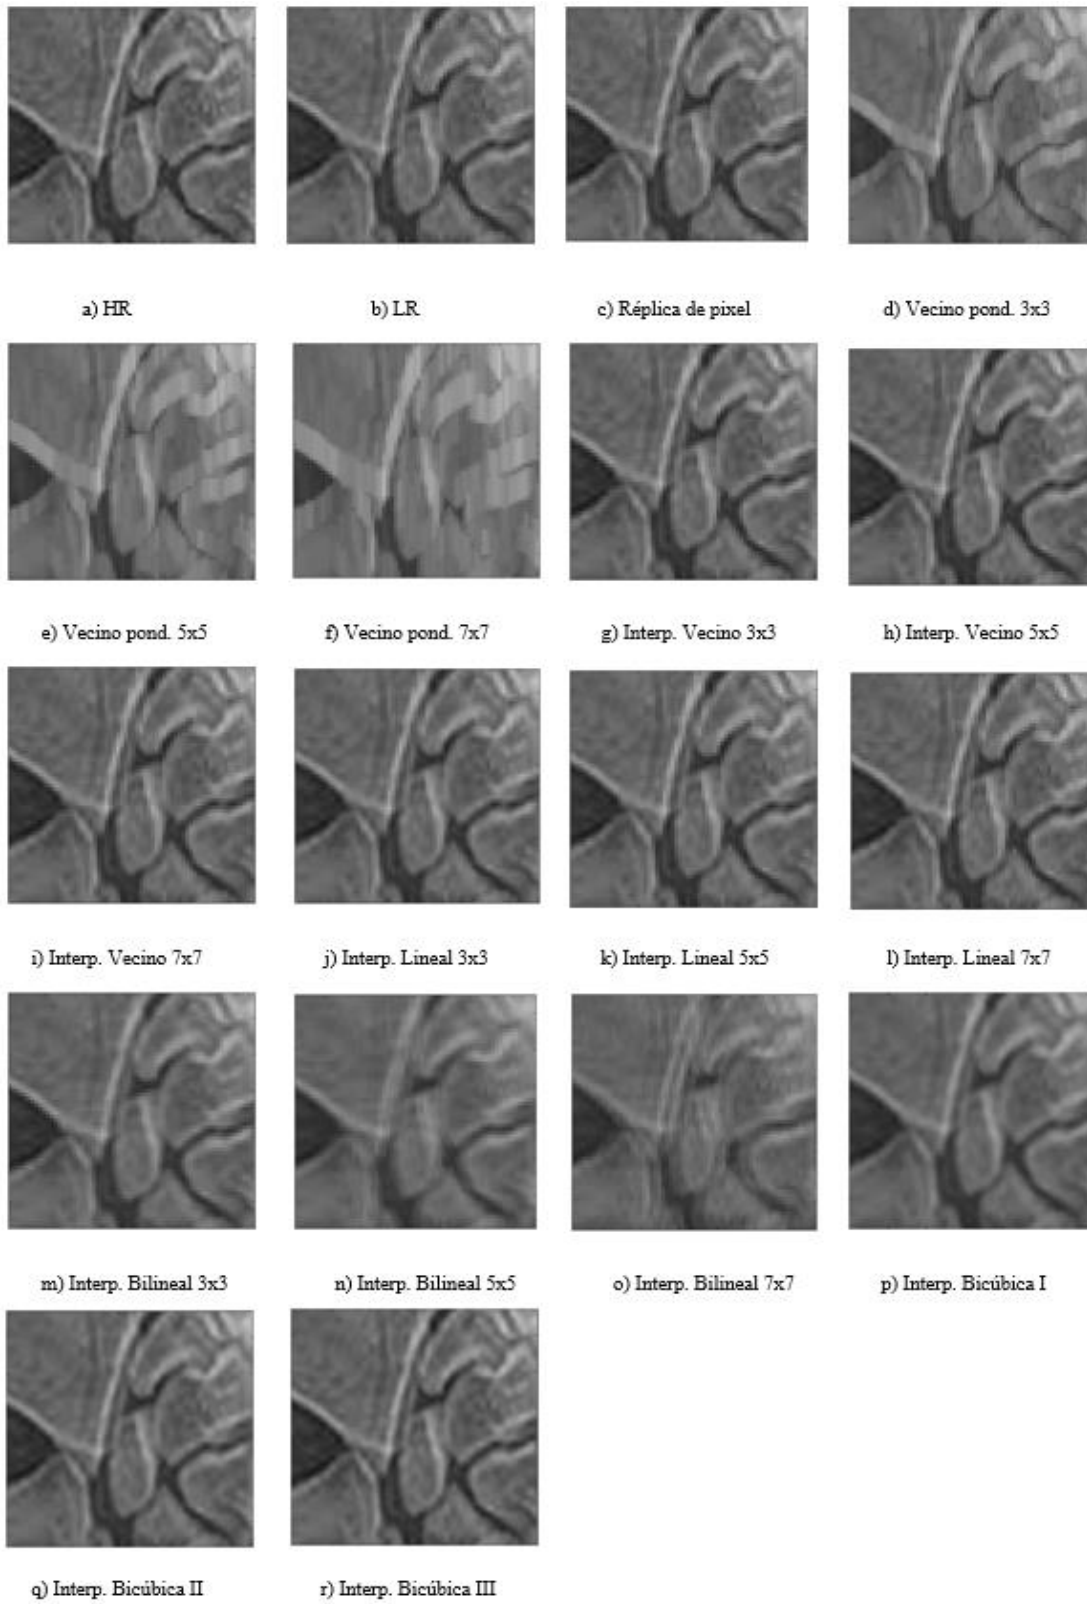 a) HR
b) LR
c) Réplica de pixel
d) Vecino pond. 3x3
e) Vecino pond. 5x5
f) Vecino pond. 7x7
g) Interp. Vecino 3x3
h) Interp. Vecino 5x5
i) Interp. Vecino 7x7
j) Interp. Lineal 3x3
k) Interp. Lineal 5x5
l) Interp. Lineal 7x7
m) Interp. Bilineal 3x3
n) Interp. Bilineal 5x5
o) Interp. Bilineal 7x7
p) Interp. Bicúbica I
q) Interp. Bicúbica II
r) Interp. Bicúbica III